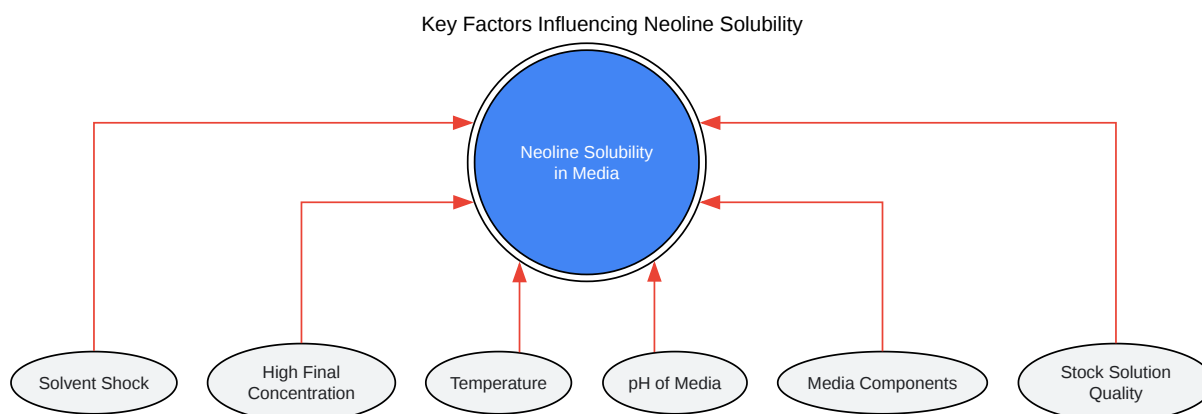 Key Factors Influencing Neoline Solubility
Neoline Solubility
in Media
Solvent Shock
High Final
Concentration
Temperature
pH of Media
Media Components
Stock Solution
Quality